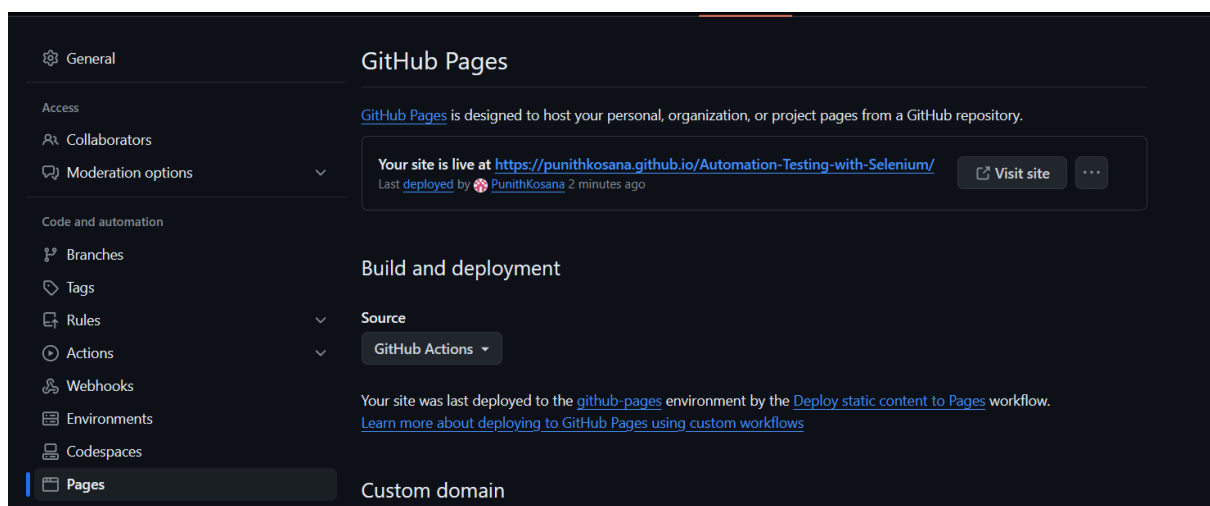 General
Access
Collaborators
Moderation options
Code and automation
Branches
Tags
Rules
Actions
Webhooks
Environments
Codespaces
Pages
GitHub Pages
GitHub Pages is designed to host your personal, organization, or project pages from a GitHub repository.
Your site is live at https://punithkosana.github.io/Automation-Testing-with-Selenium/
Last deployed by PunithKosana 2 minutes ago
Visit site
Build and deployment
Source
GitHub Actions
Your site was last deployed to the github-pages environment by the Deploy static content to Pages workflow.
Learn more about deploying to GitHub Pages using custom workflows
Custom domain